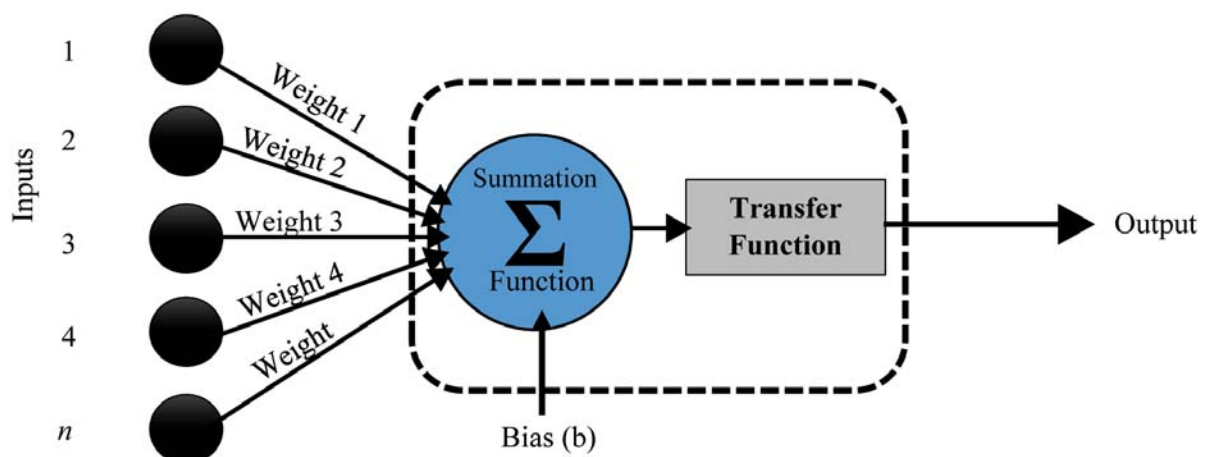 Inputs
1
2
3
4
n
Weight 1
Weight 2
Weight 3
Weight 4
Weight
Summation
Σ
Function
Bias (b)
Transfer
Function
Output